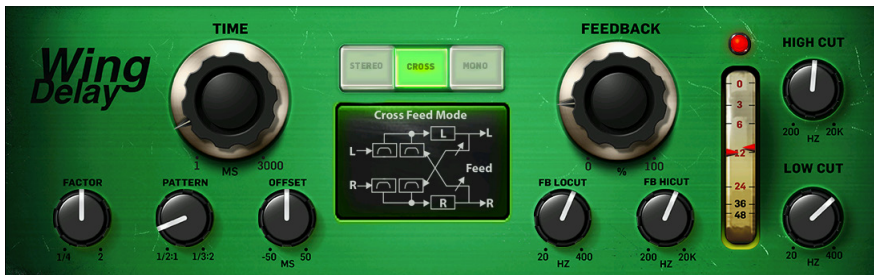 Wing
Delay
TIME
1 3000
MS
STEREO CROSS MONO
Cross Feed Mode
L L L
Feed
R R R
FEEDBACK
0 100
%
0
3
6
12
24
36
48
HIGH CUT
200 20K
HZ
LOW CUT
20 400
HZ
FACTOR
1/4 2
PATTERN
1/2:1 1/3:2
OFFSET
-50 50
MS
FB LOCUT
20 400
HZ
FB HICUT
200 20K
HZ